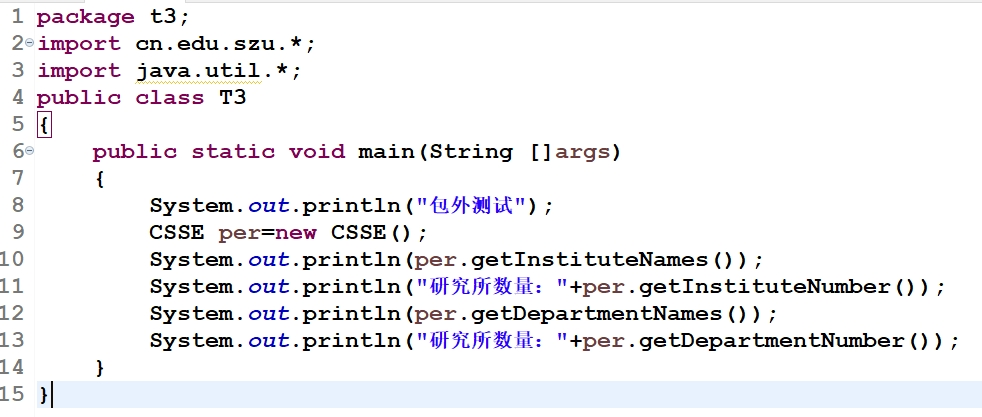 1 package t3;
2 import cn.edu.szu.*;
3 import java.util.*;
4 public class T3
5 {
6     public static void main(String []args)
7     {
8         System.out.println("包外测试");
9         CSSE per=new CSSE();
10         System.out.println(per.getInstituteNames());
11         System.out.println("研究所数量："+per.getInstituteNumber());
12         System.out.println(per.getDepartmentNames());
13         System.out.println("研究所数量："+per.getDepartmentNumber());
14     }
15 }